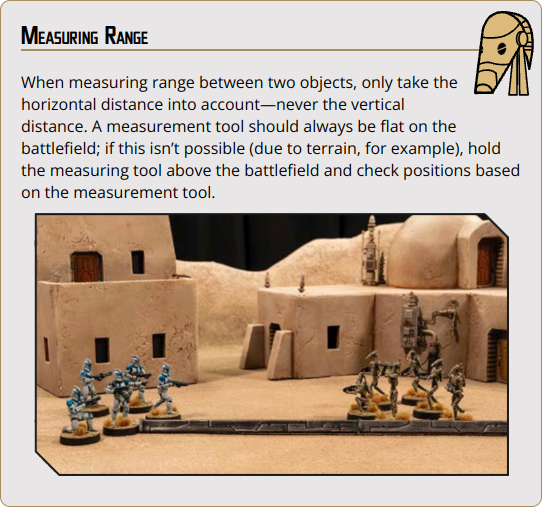 Measuring Range
When measuring range between two objects, only take the
horizontal distance into account—never the vertical
distance. A measurement tool should always be flat on the
battlefield; if this isn't possible (due to terrain, for example), hold
the measuring tool above the battlefield and check positions based
on the measurement tool.